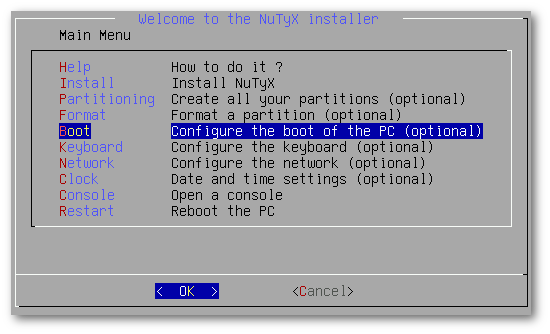 Welcome to the NuTyX installer
Main Menu
Help How to do it ?
Install Install NuTyX
Partitioning Create all your partitions (optional)
Format Format a partition (optional)
Boot Configure the boot of the PC (optional)
Keyboard Configure the keyboard (optional)
Network Configure the network (optional)
Clock Date and time settings (optional)
Console Open a console
Restart Reboot the PC
< OK > <Cancel>